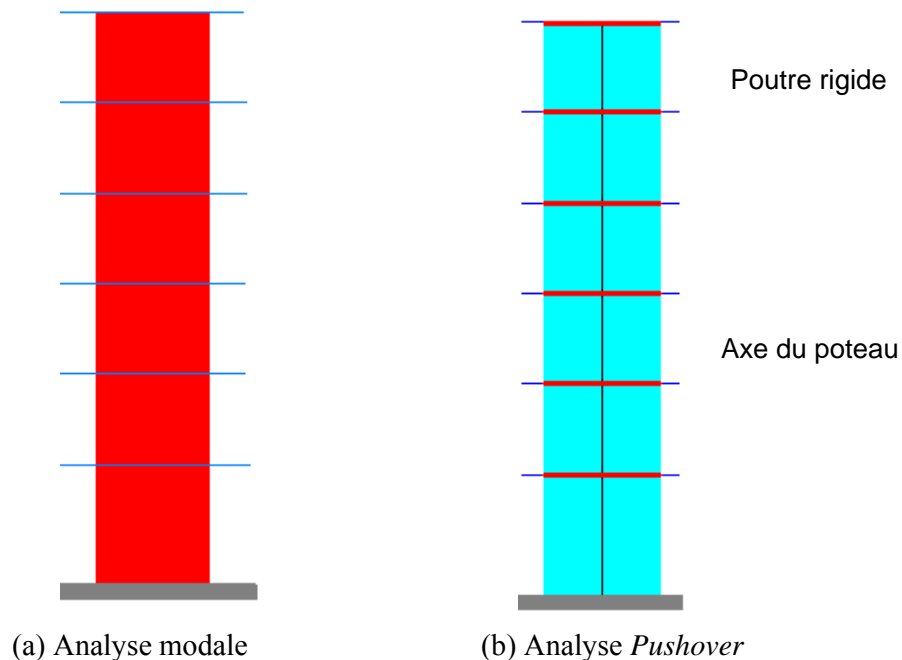 Poutre rigide
Axe du poteau
(a) Analyse modale
(b) Analyse Pushover